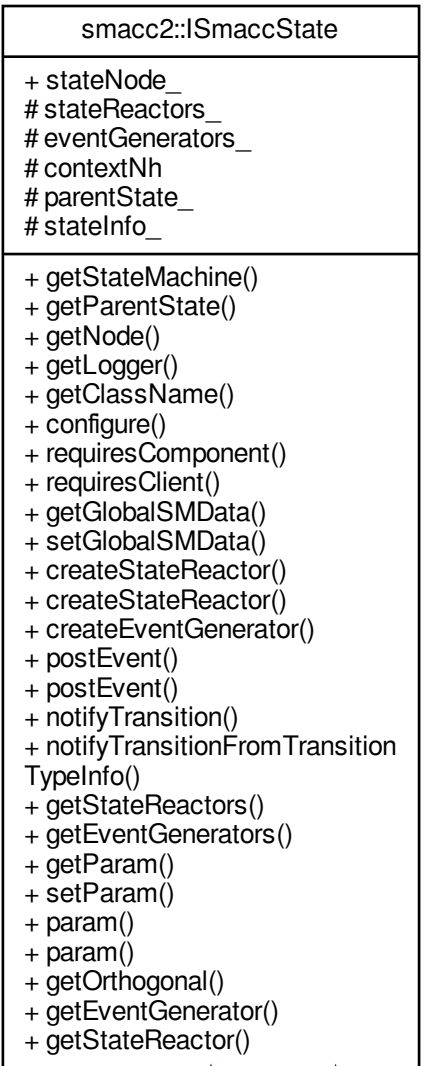 smacc2::ISmaccState
+ stateNode_
# stateReactors_
# eventGenerators_
# contextNh
# parentState_
# stateInfo_
+ getStateMachine()
+ getParentState()
+ getNode()
+ getLogger()
+ getClassName()
+ configure()
+ requiresComponent()
+ requiresClient()
+ getGlobalSMData()
+ setGlobalSMData()
+ createStateReactor()
+ createStateReactor()
+ createEventGenerator()
+ postEvent()
+ postEvent()
+ notifyTransition()
+ notifyTransitionFromTransition
TypeInfo()
+ getStateReactors()
+ getEventGenerators()
+ getParam()
+ setParam()
+ param()
+ param()
+ getOrthogonal()
+ getEventGenerator()
+ getStateReactor()